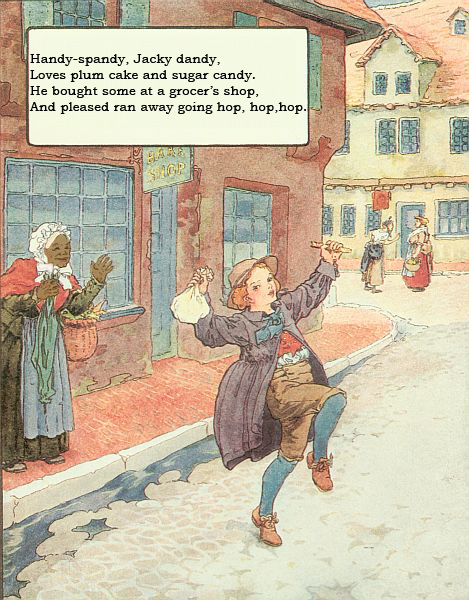 Handy-spandy, Jacky dandy,
Loves plum cake and sugar candy.
He bought some at a grocer's shop,
And pleased ran away going hop, hop,hop.
BAKE
SHOP